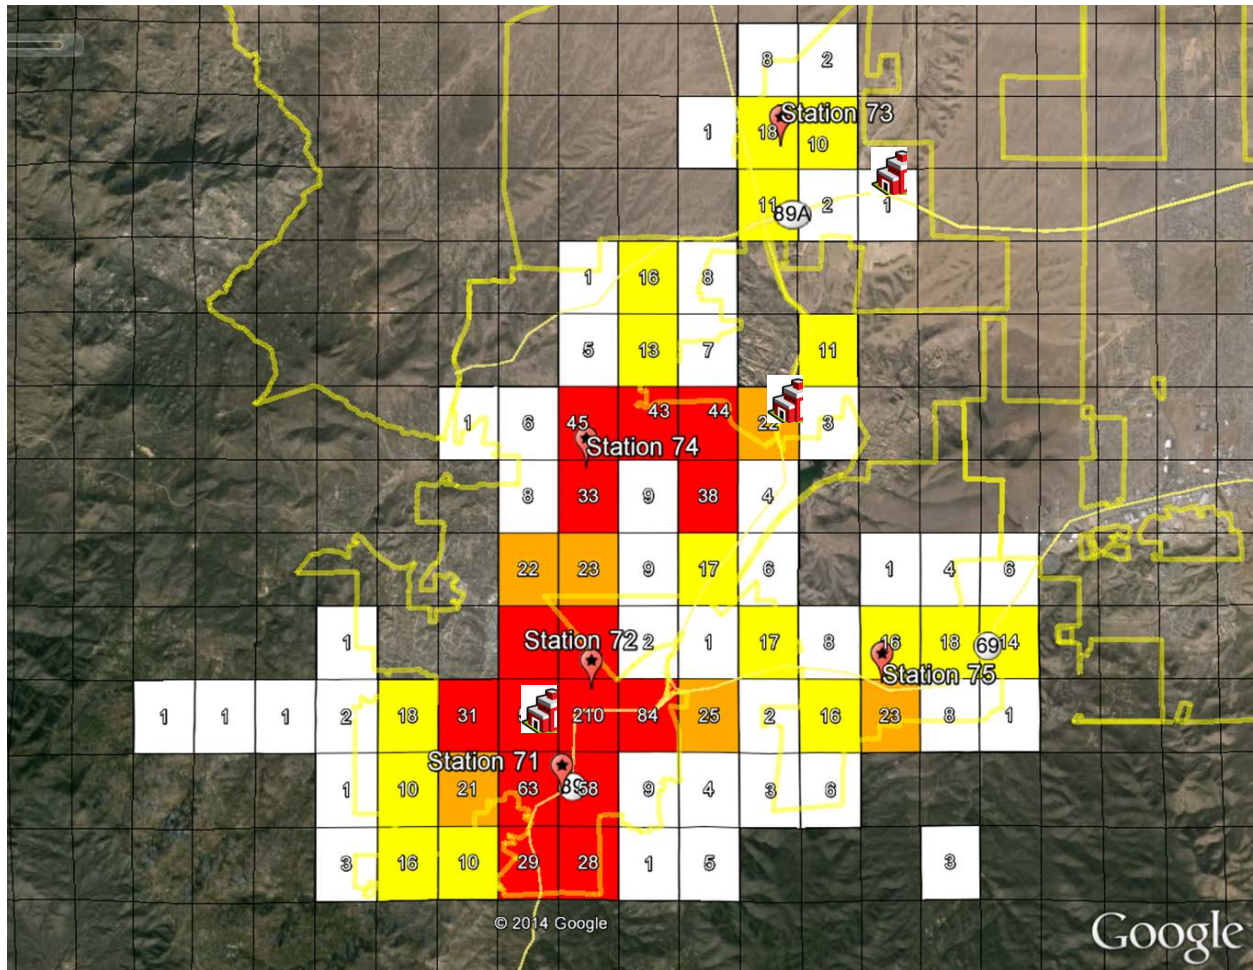 8 2
Station 73
1 18 10
11 89A 2 1
1 16 8
5 13 7 11
1 6 45 43 44 22 3
Station 74
8 33 9 38 4
22 23 9 17 6 1 4 6
Station 72
1 2 1 17 8 16 18 69 14
Station 75
1 1 1 2 18 31 210 84 25 2 16 23 8 1
Station 71
1 10 21 63 89 58 9 4 3 6
3 16 10 29 28 1 5 3
© 2014 Google
Google